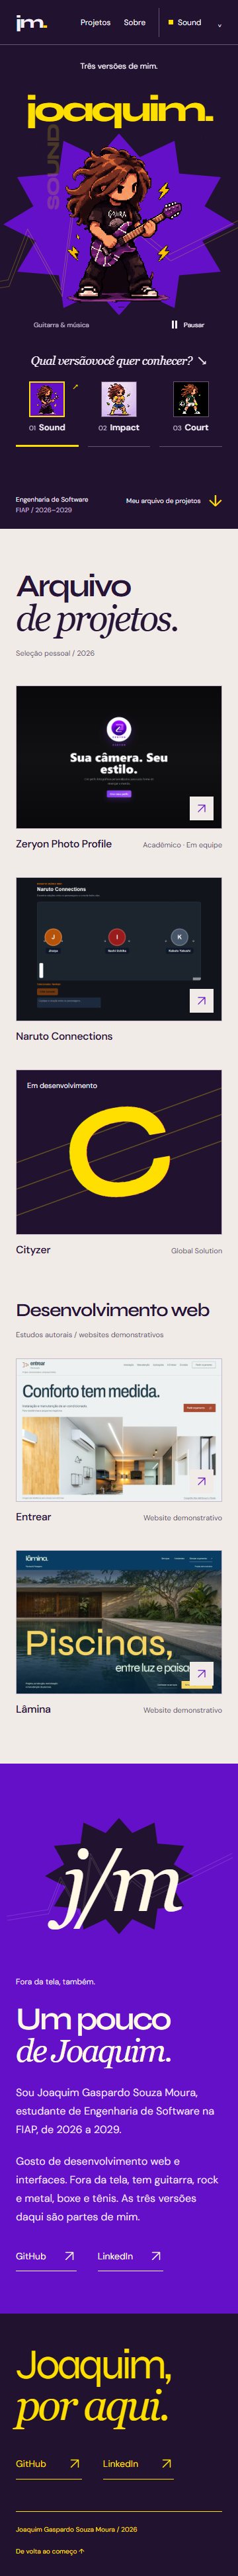 jm.
Projetos
Sobre
Sound
Três versões de mim.
joaquim.
SOUND
Guitarra & música
Pausar
Qual versão você quer conhecer? ↘
01 Sound
02 Impact
03 Court
Engenharia de Software
FIAP / 2026–2029
Meu arquivo de projetos
Arquivo
de projetos.
Seleção pessoal / 2026
Sua câmera. Seu
estilo.
Zeryon Photo Profile
Acadêmico · Em equipe
Naruto Connections
J
I
K
Naruto Connections
Em desenvolvimento
C
Cityzer
Global Solution
Desenvolvimento web
Estudos autorais / websites demonstrativos
entrear
Conforto tem medida.
Entrear
Website demonstrativo
lâmina.
Piscinas,
entre luz e paisa
Lâmina
Website demonstrativo
j/m
Fora da tela, também.
Um pouco
de Joaquim.
Sou Joaquim Gaspardo Souza Moura,
estudante de Engenharia de Software na
FIAP, de 2026 a 2029.
Gosto de desenvolvimento web e
interfaces. Fora da tela, tem guitarra, rock
e metal, boxe e tênis. As três versões
daqui são partes de mim.
GitHub
LinkedIn
Joaquim,
por aqui.
GitHub
LinkedIn
Joaquim Gaspardo Souza Moura / 2026
De volta ao começo ↑